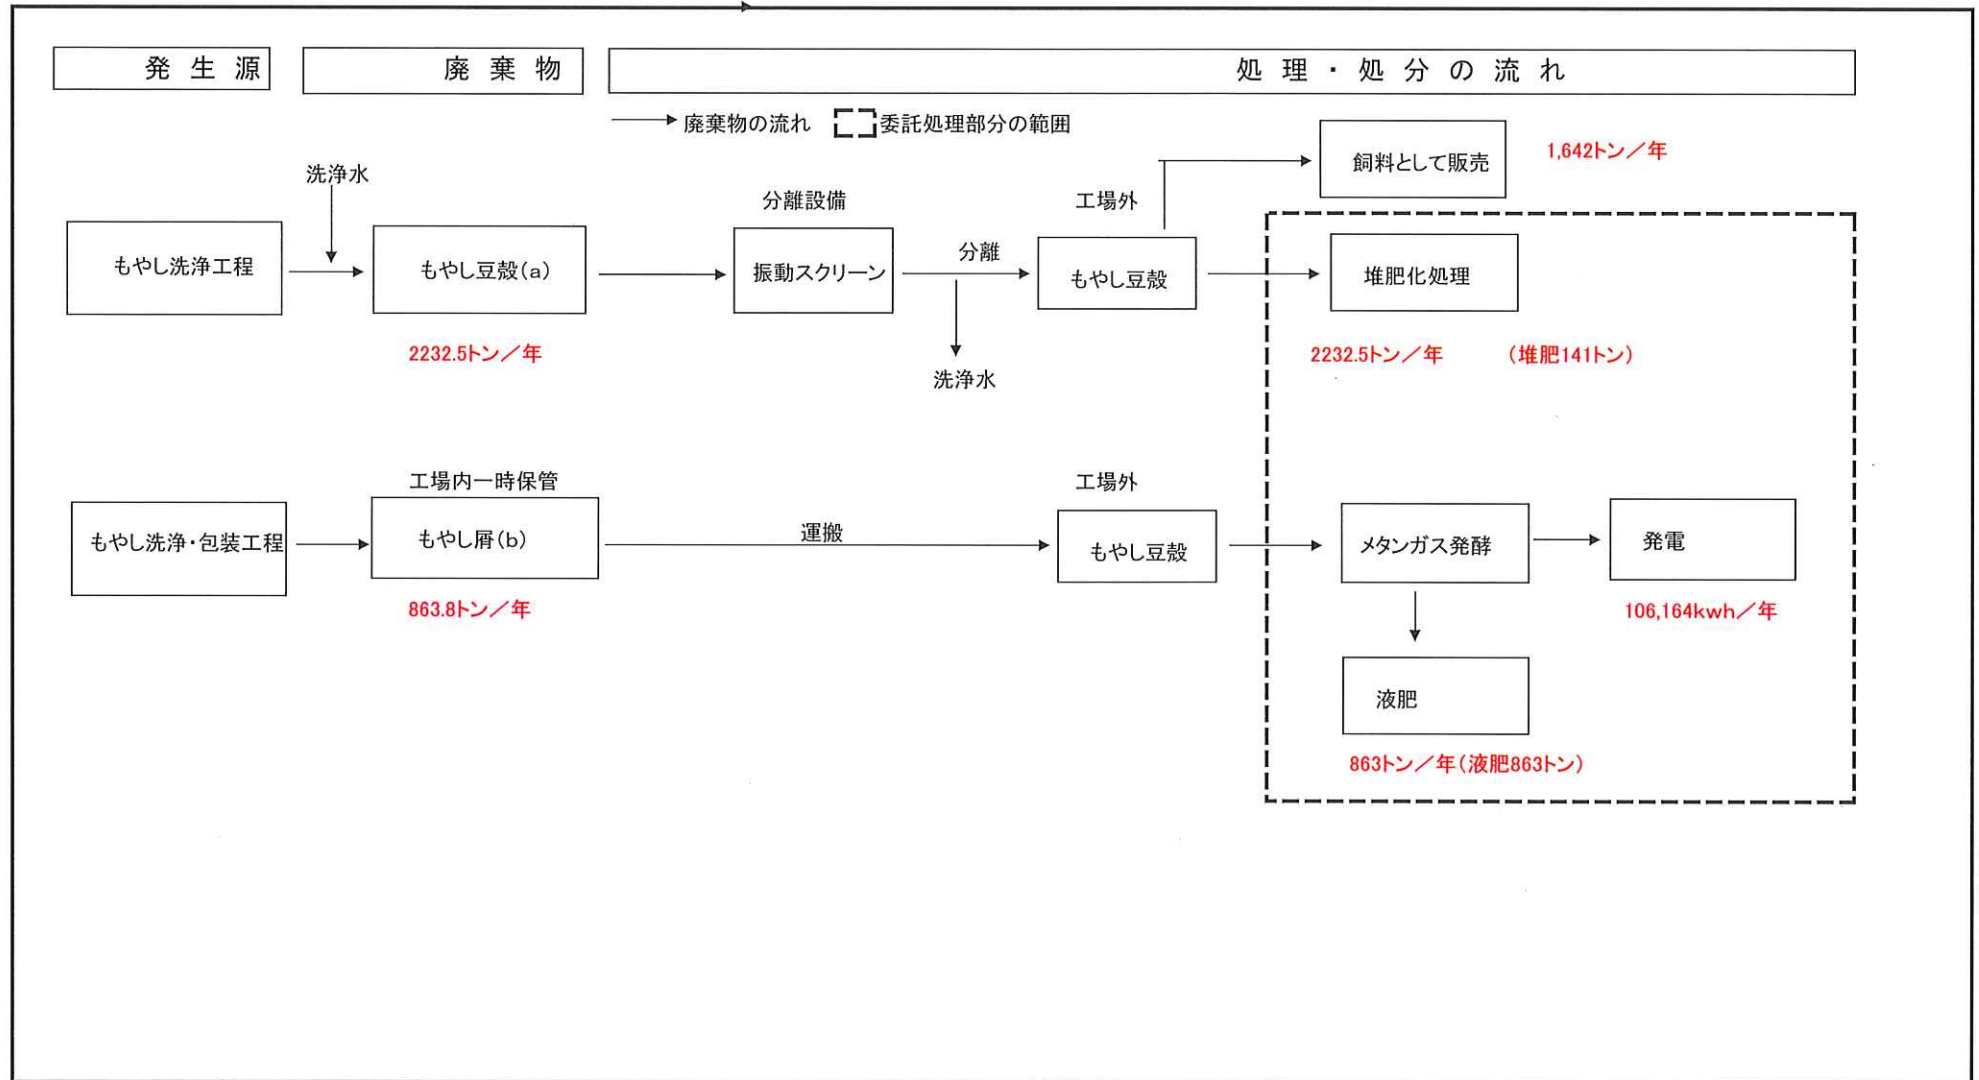 発生源
廃棄物
処理・処分の流れ
廃棄物の流れ
委託処理部分の範囲
洗浄水
もやし洗浄工程
もやし豆殻(a)
2232.5トン／年
分離設備
振動スクリーン
分離
洗浄水
工場外
もやし豆殻
飼料として販売
1,642トン／年
堆肥化処理
2232.5トン／年
(堆肥141トン)
もやし洗浄・包装工程
工場内一時保管
もやし屑(b)
863.8トン／年
運搬
工場外
もやし豆殻
メタンガス発酵
発電
106,164kwh／年
液肥
863トン／年(液肥863トン)